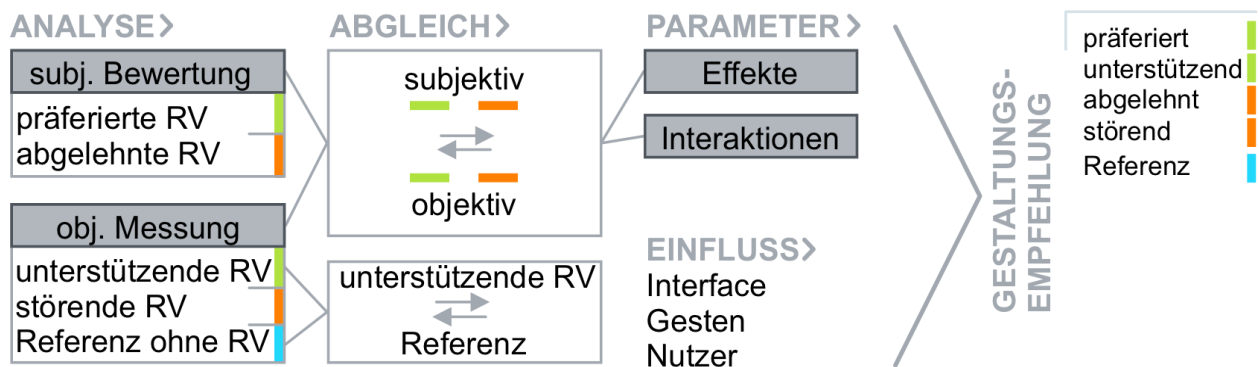 ANALYSE
subj. Bewertung
präferierte RV
abgelehnte RV
obj. Messung
unterstützende RV
störende RV
Referenz ohne RV
ABGLEICH
subjektiv
objektiv
unterstützende RV
Referenz
PARAMETER
Effekte
Interaktionen
EINFLUSS
Interface
Gesten
Nutzer
GESTALTUNGS-
EMPFEHLUNG
präferiert
unterstützend
abgelehnt
störend
Referenz